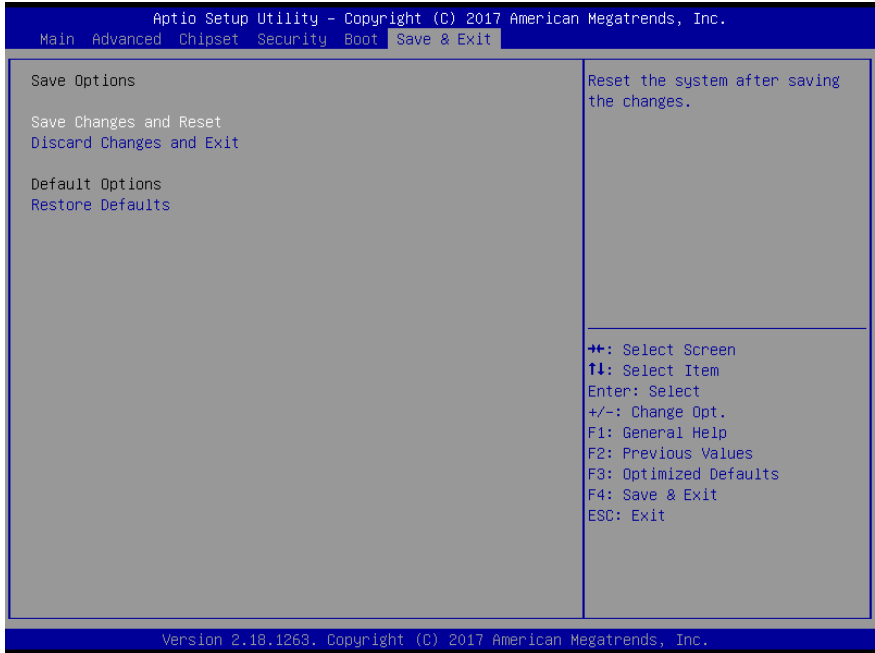 Aptio Setup Utility – Copyright (C) 2017 American Megatrends, Inc.
Main Advanced Chipset Security Boot Save & Exit
Save Options
Save Changes and Reset
Discard Changes and Exit
Default Options
Restore Defaults
Reset the system after saving
the changes.
→←: Select Screen
↑↓: Select Item
Enter: Select
+/-: Change Opt.
F1: General Help
F2: Previous Values
F3: Optimized Defaults
F4: Save & Exit
ESC: Exit
Version 2.18.1263. Copyright (C) 2017 American Megatrends, Inc.